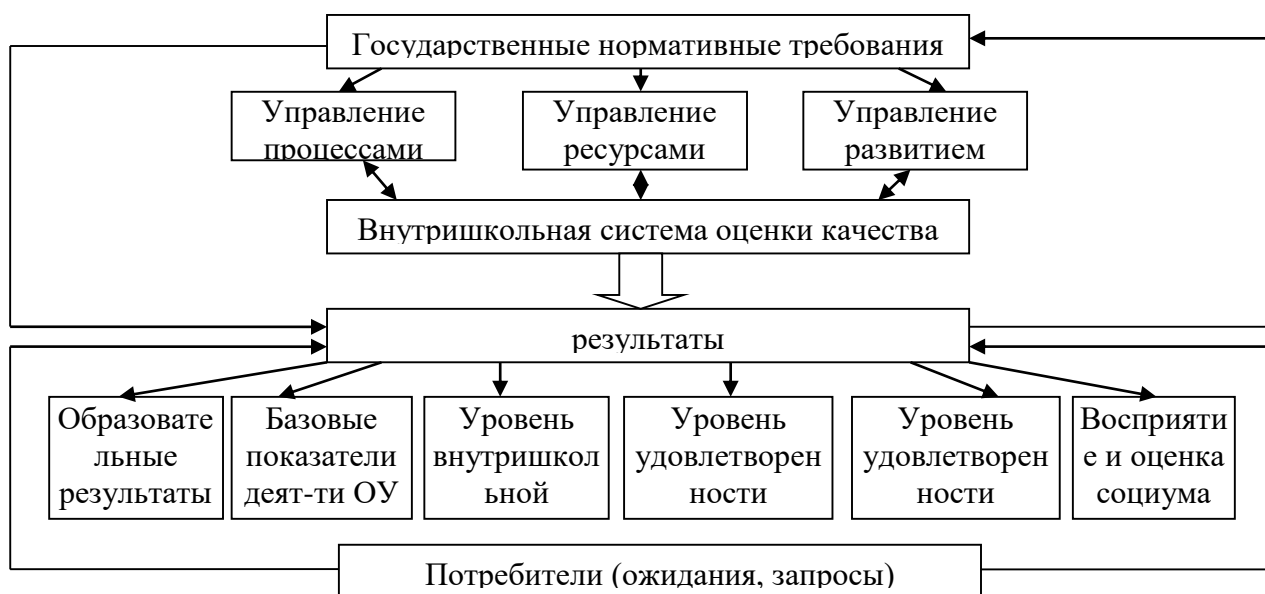 Государственные нормативные требования
Управление
процессами
Управление
ресурсами
Управление
развитием
Внутришкольная система оценки качества
результаты
Образовате
льные
результаты
Базовые
показатели
деят-ти ОУ
Уровень
внутришкол
ьной
Уровень
удовлетворен
ности
Уровень
удовлетворен
ности
Восприяти
е и оценка
социума
Потребители (ожидания, запросы)